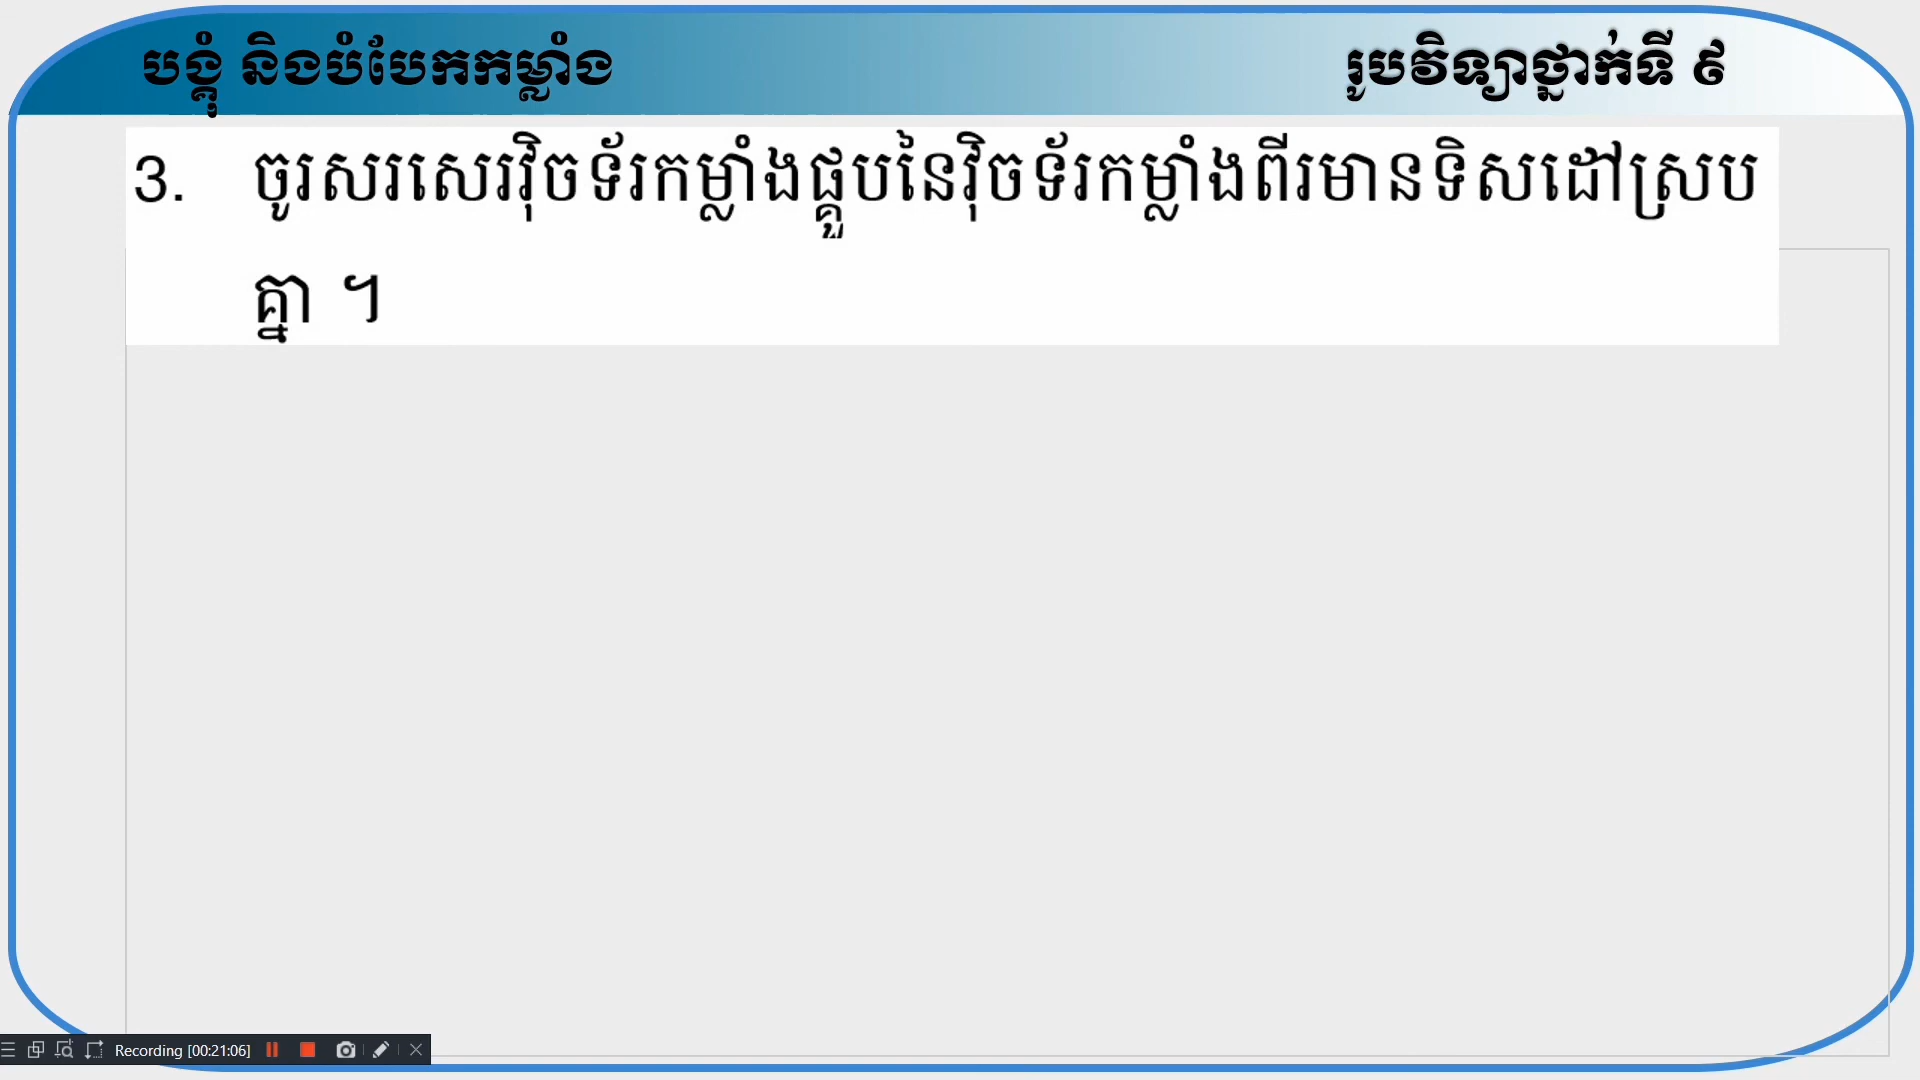 បង្គុំ និងបំបែកកម្លាំង
រូបវិទ្យាថ្នាក់ទី ៩
3. ចូរសរសេរវ៉ិចទ័រកម្លាំងផ្គួបនៃវ៉ិចទ័រកម្លាំងពីរមានទិសដៅស្រប
គ្នា ។
Recording [00:21:06]